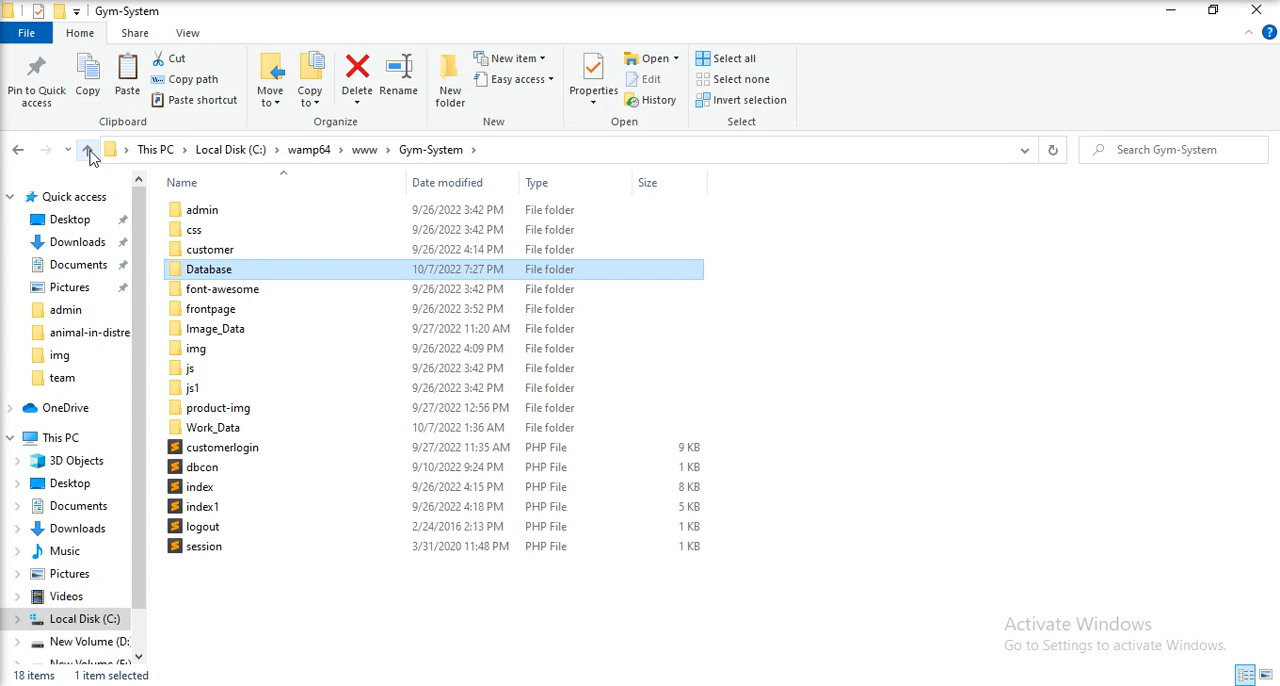 Gym-System
File Home Share View
Pin to Quick access
Copy
Paste
Cut
Copy path
Paste shortcut
Clipboard
Move to
Copy to
Delete
Rename
Organize
New folder
New item
Easy access
New
Properties
Open
Edit
History
Open
Select all
Select none
Invert selection
Select
This PC › Local Disk (C:) › wamp64 › www › Gym-System ›
Search Gym-System
Quick access
Desktop
Downloads
Documents
Pictures
admin
animal-in-distre
img
team
OneDrive
This PC
3D Objects
Desktop
Documents
Downloads
Music
Pictures
Videos
Local Disk (C:)
New Volume (D:
New Volume (E:)
Name Date modified Type Size
admin 9/26/2022 3:42 PM File folder
css 9/26/2022 3:42 PM File folder
customer 9/26/2022 4:14 PM File folder
Database 10/7/2022 7:27 PM File folder
font-awesome 9/26/2022 3:42 PM File folder
frontpage 9/26/2022 3:52 PM File folder
Image_Data 9/27/2022 11:20 AM File folder
img 9/26/2022 4:09 PM File folder
js 9/26/2022 3:42 PM File folder
js1 9/26/2022 3:42 PM File folder
product-img 9/27/2022 12:56 PM File folder
Work_Data 10/7/2022 1:36 AM File folder
customerlogin 9/27/2022 11:35 AM PHP File 9 KB
dbcon 9/10/2022 9:24 PM PHP File 1 KB
index 9/26/2022 4:15 PM PHP File 8 KB
index1 9/26/2022 4:18 PM PHP File 5 KB
logout 2/24/2016 2:13 PM PHP File 1 KB
session 3/31/2020 11:48 PM PHP File 1 KB
Activate Windows
Go to Settings to activate Windows.
18 items 1 item selected